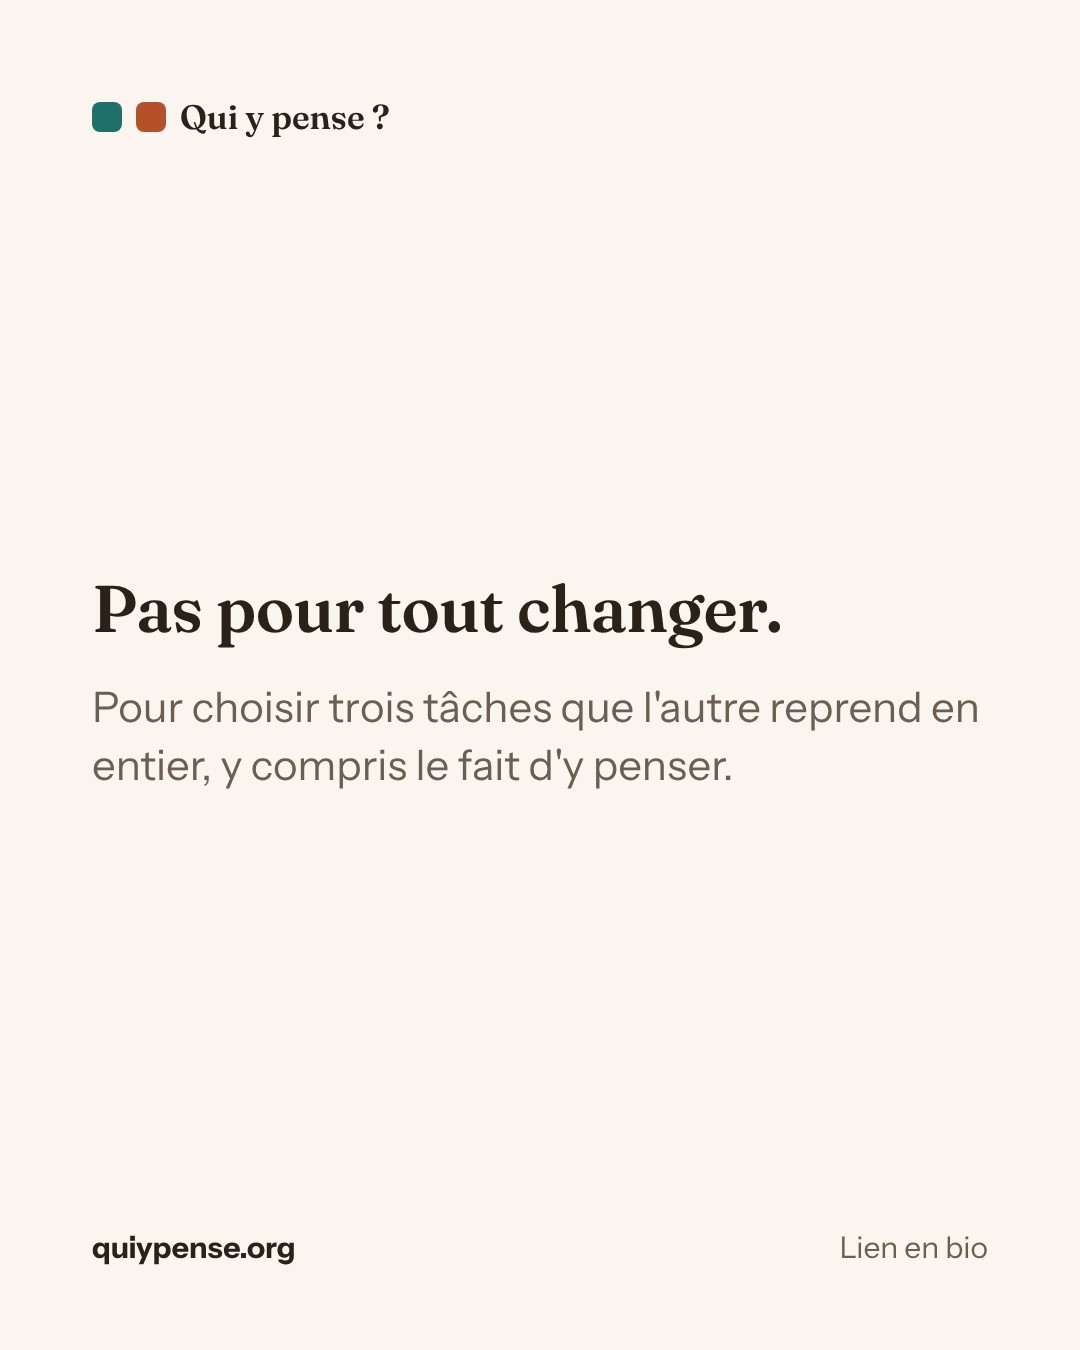 Qui y pense ?
Pas pour tout changer.
Pour choisir trois tâches que l'autre reprend en
entier, y compris le fait d'y penser.
quiypense.org
Lien en bio